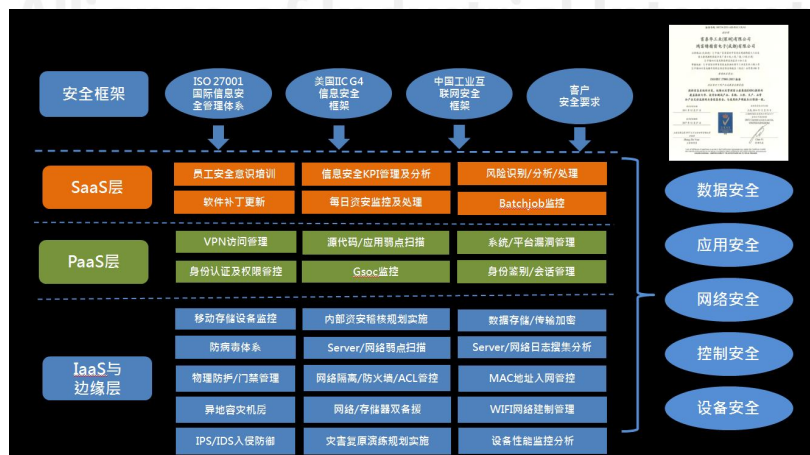 安全框架
ISO 27001
国际信息安
全管理体系
美国IIC G4
信息安全
框架
中国工业互
联网安全
框架
客户
安全要求
SaaS层
员工安全意识培训
信息安全KPI管理及分析
风险识别/分析/处理
软件补丁更新
每日资安监控及处理
Batchjob监控
PaaS层
VPN访问管理
源代码/应用弱点扫描
系统/平台漏洞管理
身份认证及权限管控
Gsoc监控
身份鉴别/会话管理
IaaS与
边缘层
移动存储设备监控
内部资安稽核规划实施
数据存储/传输加密
防病毒体系
Server/网络弱点扫描
Server/网络日志搜集分析
物理防护/门禁管理
网络隔离/防火墙/ACL管控
MAC地址入网管控
异地容灾机房
网络/存储器双备援
WIFI网络建制管理
IPS/IDS入侵防御
灾害复原演练规划实施
设备性能监控分析
数据安全
应用安全
网络安全
控制安全
设备安全